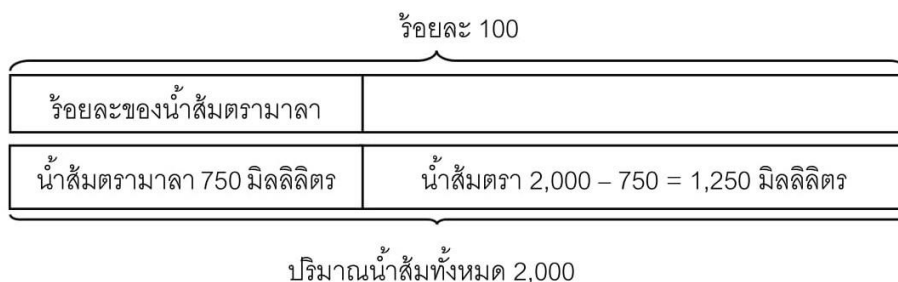 ร้อยละ 100
ร้อยละของน้ำส้มตรามาลา
น้ำส้มตรามาลา 750 มิลลิลิตร
น้ำส้มตรา 2,000 – 750 = 1,250 มิลลิลิตร
ปริมาณน้ำส้มทั้งหมด 2,000